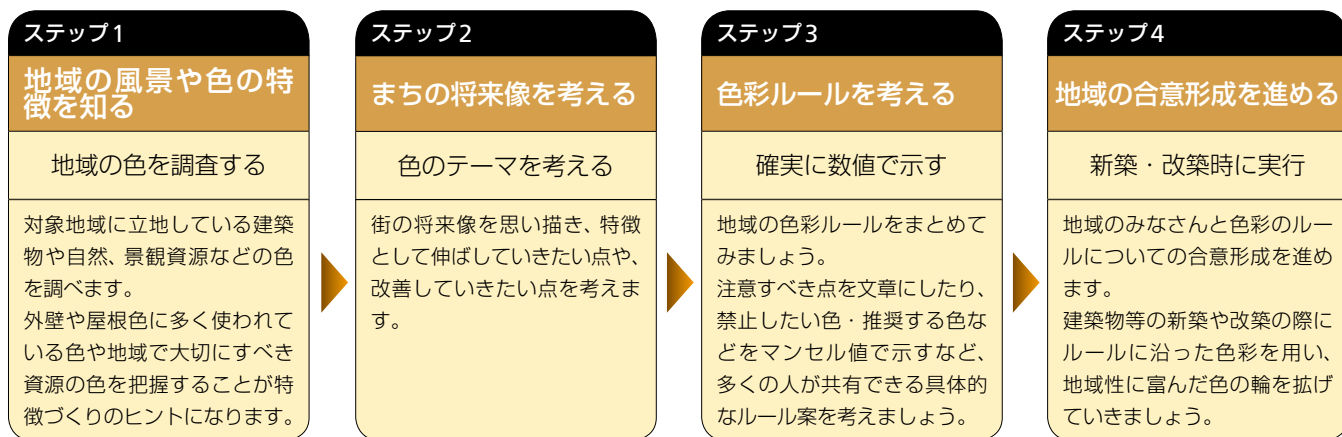 ステップ1
地域の風景や色の特
徴を知る
地域の色を調査する
対象地域に立地している建築
物や自然、景観資源などの色
を調べます。
外壁や屋根色に多く使われて
いる色や地域で大切にすべき
資源の色を把握することが特
徴づくりのヒントになります。
ステップ2
まちの将来像を考える
色のテーマを考える
街の将来像を思い描き、特徴
として伸ばしていきたい点や、
改善していきたい点を考えま
す。
ステップ3
色彩ルールを考える
確実に数値で示す
地域の色彩ルールをまとめて
みましょう。
注意すべき点を文章にしたり、
禁止したい色・推奨する色な
どをマンセル値で示すなど、
多くの人が共有できる具体的
なルール案を考えましょう。
ステップ4
地域の合意形成を進める
新築・改築時に実行
地域のみなさんと色彩のルー
ルについての合意形成を進め
ます。
建築物等の新築や改築の際に
ルールに沿った色彩を用い、
地域性に富んだ色の輪を拡げ
ていきましょう。